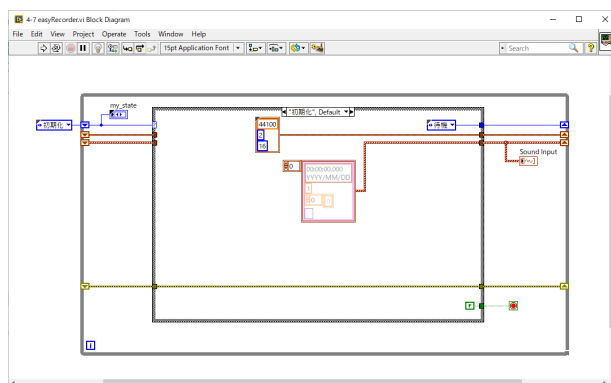 4-7 easyRecorder.vi Block Diagram
File Edit View Project Operate Tools Window Help
15pt Application Font
Search
my_state
初期化
"初期化", Default
44100
2
16
待機
Sound Input
0
00:00:00.000
YYYY/MM/DD
1
0
0
F
i